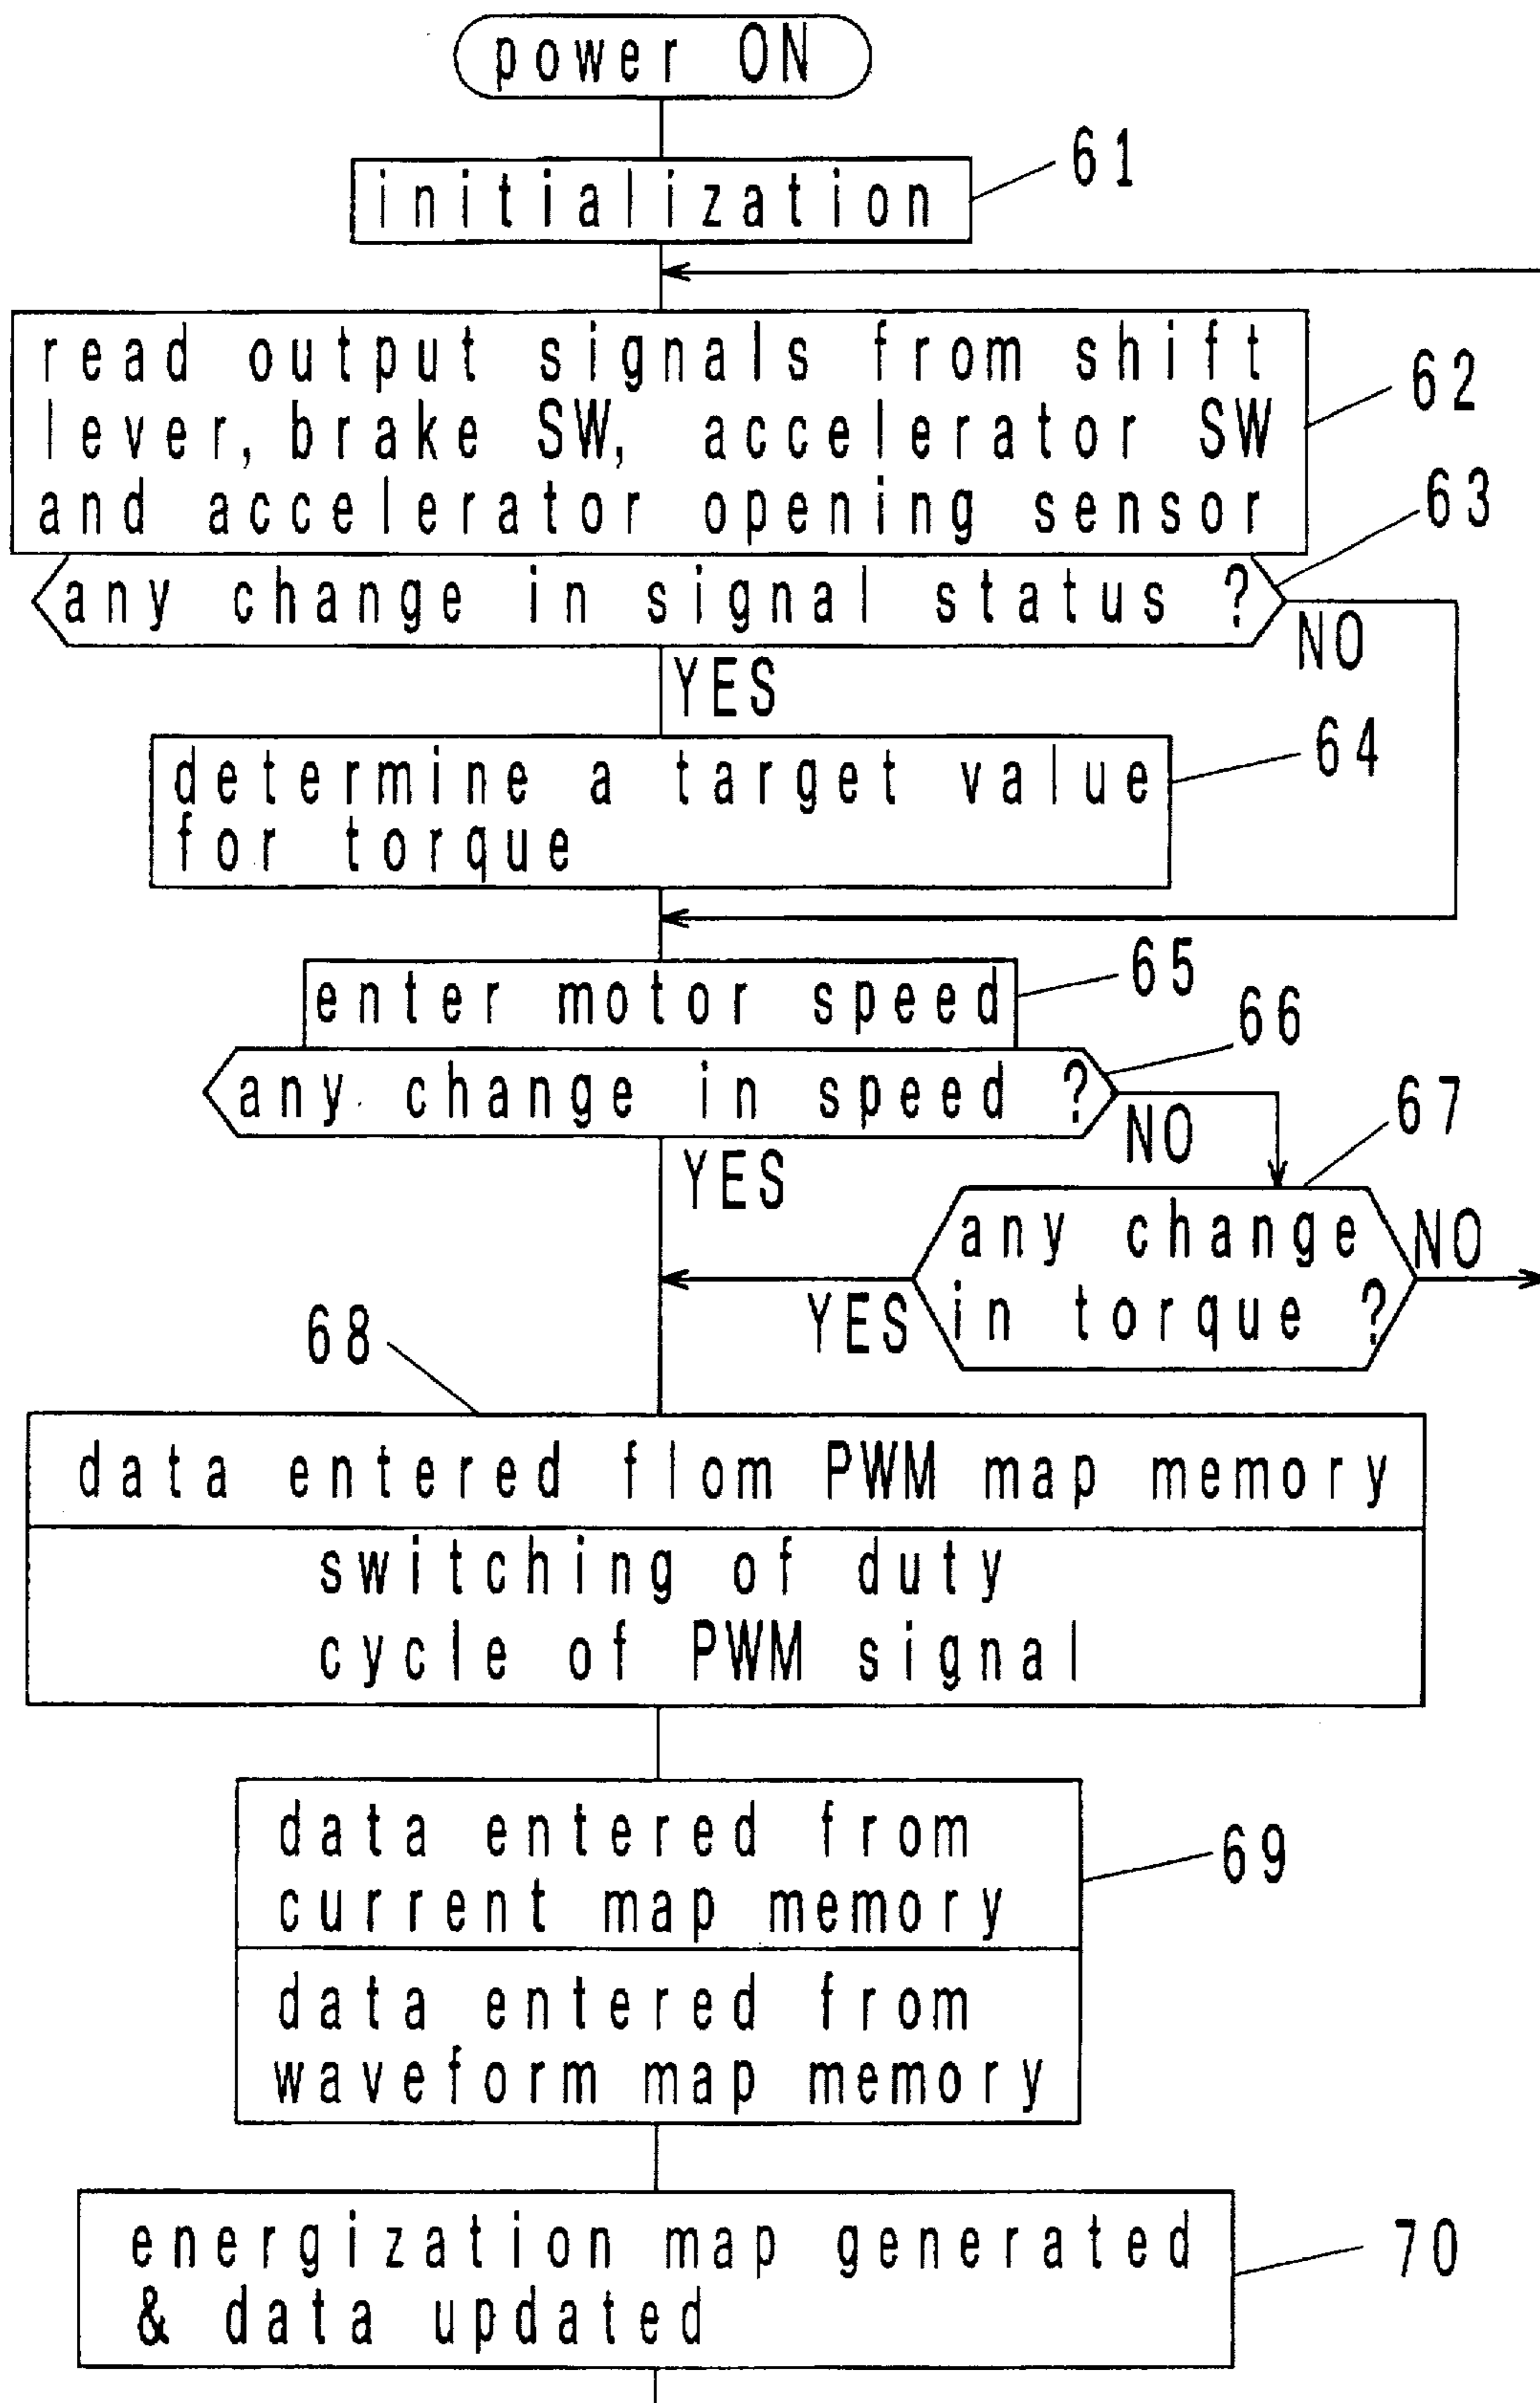 power ON
61
initialization
read output signals from shift
lever, brake SW, accelerator SW
and accelerator opening sensor
62
63
any change in signal status ?
NO
YES
64
determine a target value
for torque
65
enter motor speed
66
any change in speed ?
NO
67
YES
any change
in torque ?
NO
YES
68
data entered flom PWM map memory
switching of duty
cycle of PWM signal
data entered from
current map memory
69
data entered from
waveform map memory
energization map generated
& data updated
70